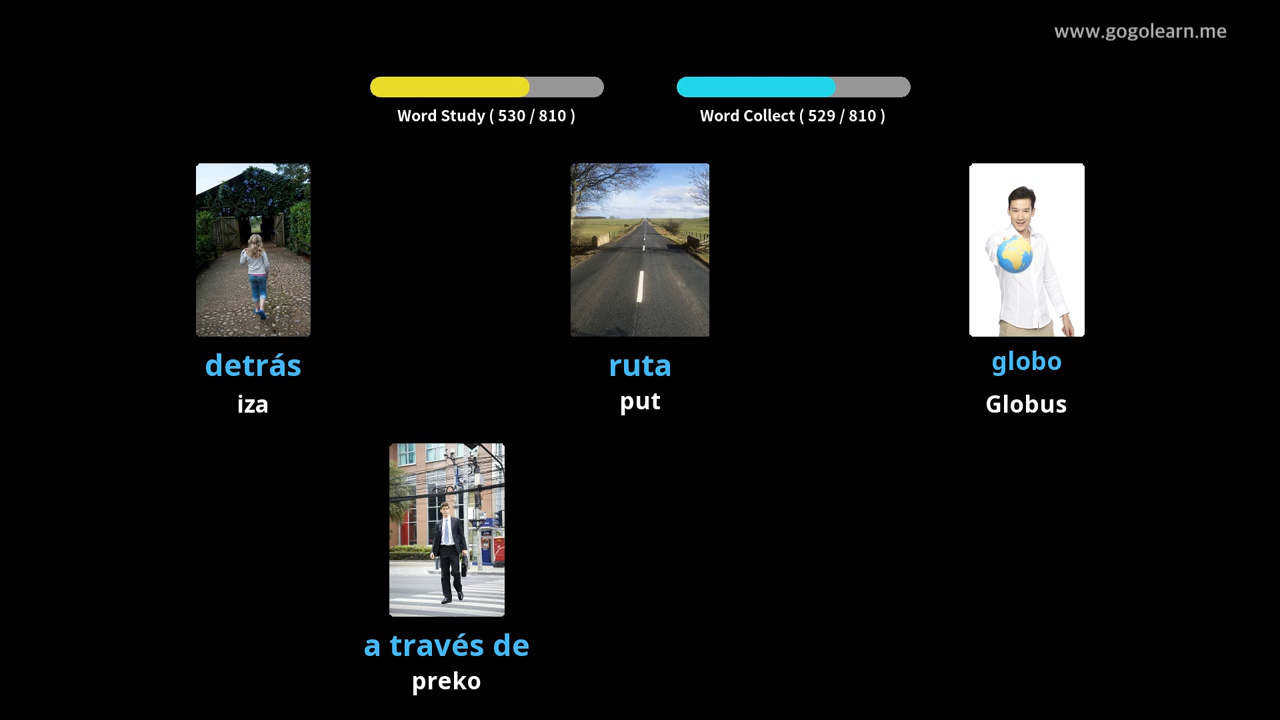 www.gogolearn.me
Word Study ( 530 / 810 )
Word Collect ( 529 / 810 )
detrás
iza
ruta
put
globo
Globus
a través de
preko